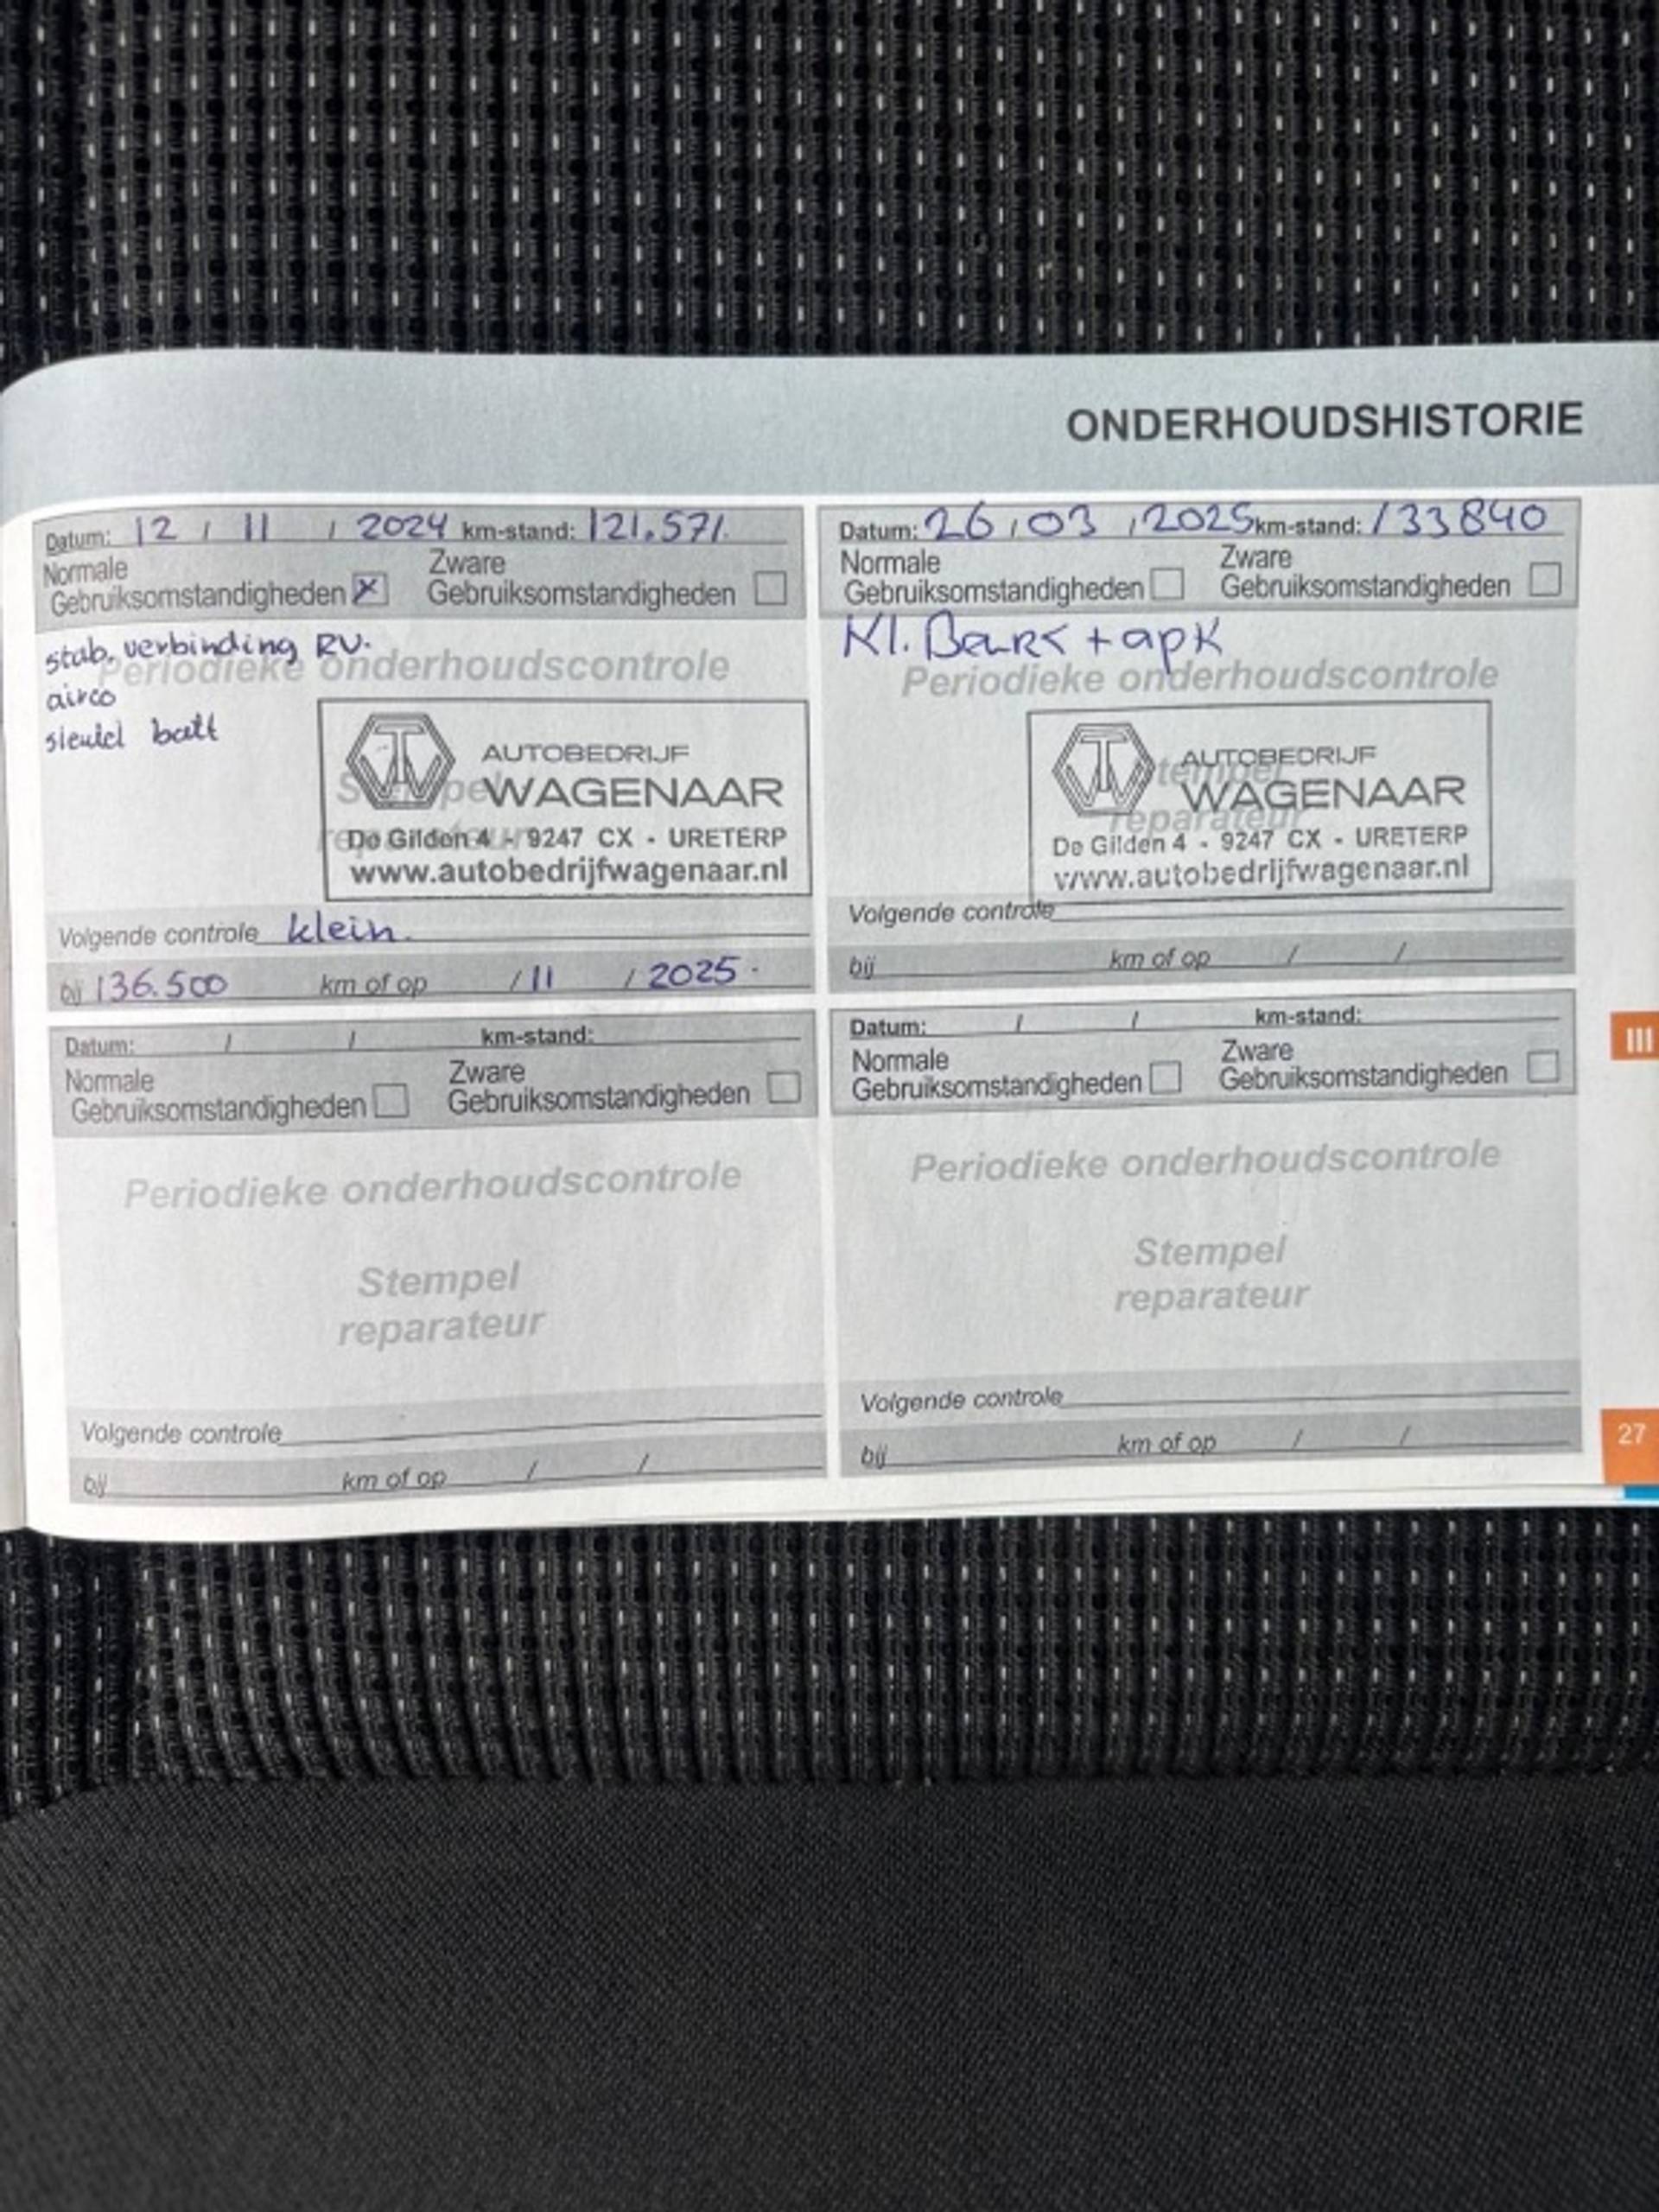 ONDERHOUDSHISTORIE
Datum: 12 / 11 / 2024 km-stand: 121.571.
Normale Gebruiksomstandigheden x Zware Gebruiksomstandigheden
stab. verbinding RV.
Periodieke onderhoudscontrole
airco
sleutel batt
Stempel reparateur
AUTOBEDRIJF
WAGENAAR
De Gilden 4 - 9247 CX - URETERP
www.autobedrijfwagenaar.nl
Volgende controle klein.
bij 136.500 km of op / 11 / 2025.
Datum: 26 / 03 / 2025 km-stand: 133840
Normale Gebruiksomstandigheden Zware Gebruiksomstandigheden
Kl. Beurt + apk
Periodieke onderhoudscontrole
Stempel reparateur
AUTOBEDRIJF
WAGENAAR
De Gilden 4 - 9247 CX - URETERP
www.autobedrijfwagenaar.nl
Volgende controle
bij km of op / /
Datum: / / km-stand:
Normale Gebruiksomstandigheden Zware Gebruiksomstandigheden
Periodieke onderhoudscontrole
Stempel
reparateur
Volgende controle
bij km of op / /
Datum: / / km-stand:
Normale Gebruiksomstandigheden Zware Gebruiksomstandigheden
Periodieke onderhoudscontrole
Stempel
reparateur
Volgende controle
bij km of op / /
III
27